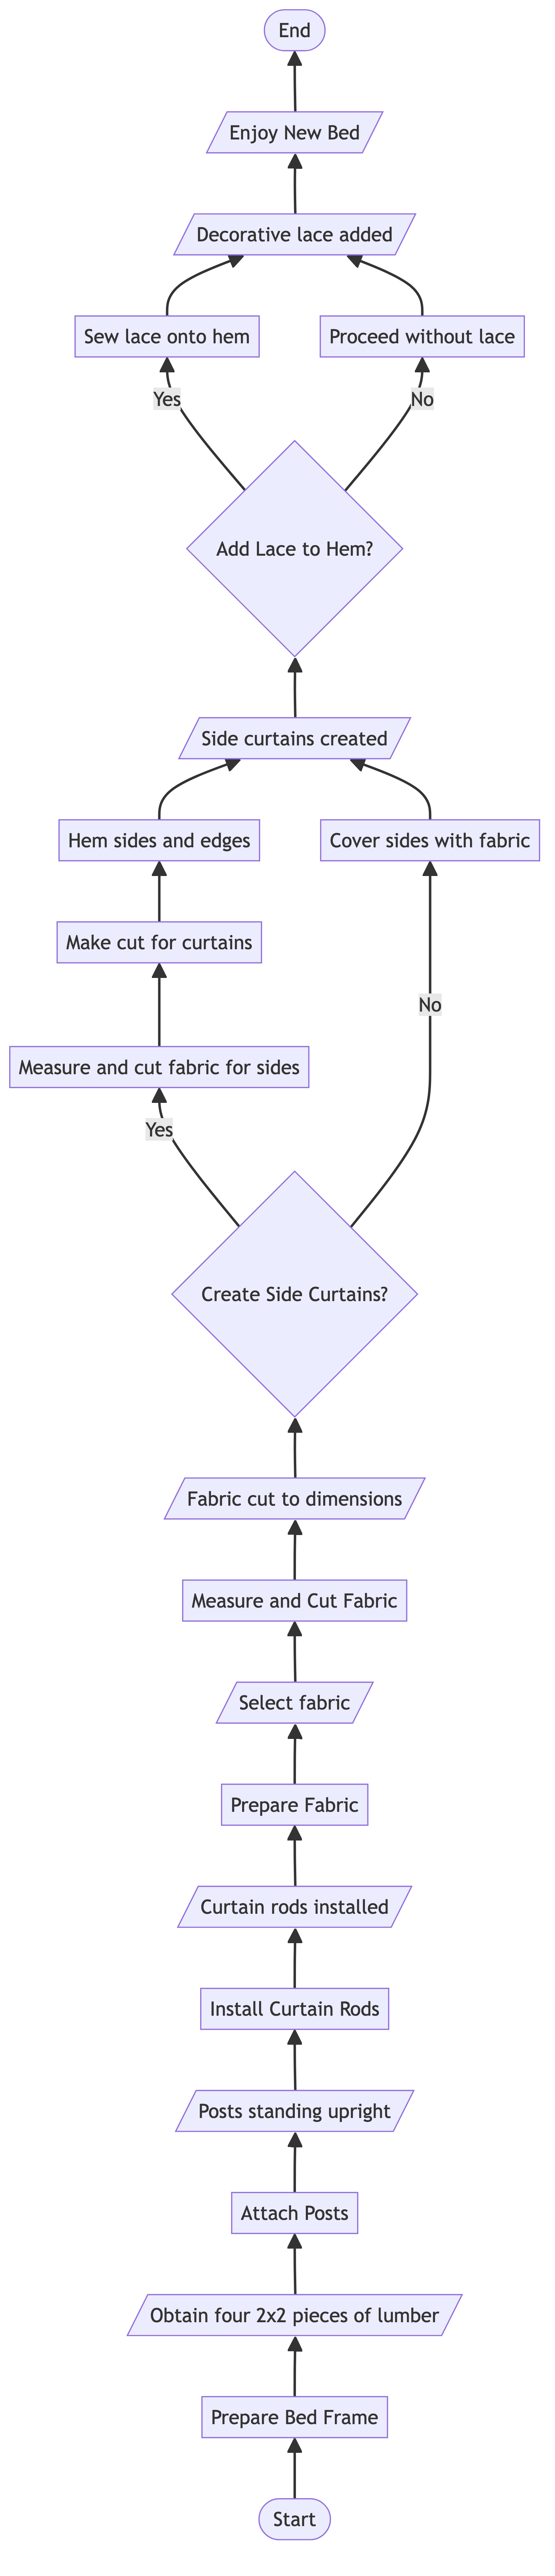 End
Enjoy New Bed
Decorative lace added
Sew lace onto hem
Proceed without lace
Yes
No
Add Lace to Hem?
Side curtains created
Hem sides and edges
Cover sides with fabric
Make cut for curtains
No
Measure and cut fabric for sides
Yes
Create Side Curtains?
Fabric cut to dimensions
Measure and Cut Fabric
Select fabric
Prepare Fabric
Curtain rods installed
Install Curtain Rods
Posts standing upright
Attach Posts
Obtain four 2x2 pieces of lumber
Prepare Bed Frame
Start